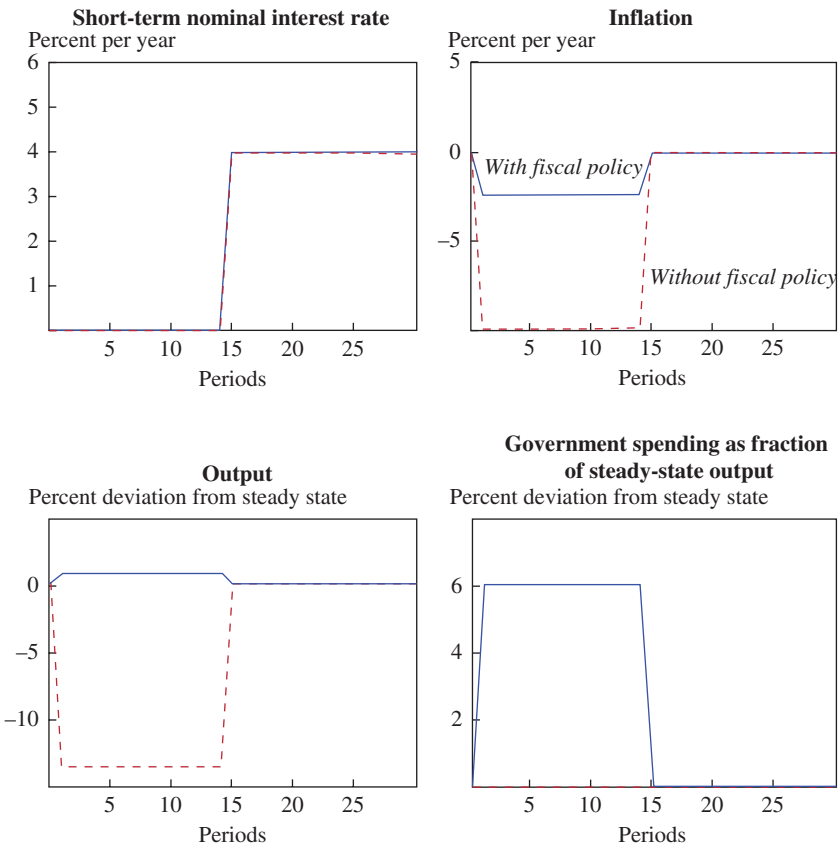 Short-term nominal interest rate
Percent per year
6
5
4
3
2
1
5 10 15 20 25
Periods
Inflation
Percent per year
5
0
–5
With fiscal policy
Without fiscal policy
5 10 15 20 25
Periods
Output
Percent deviation from steady state
0
–5
–10
5 10 15 20 25
Periods
Government spending as fraction
of steady-state output
Percent deviation from steady state
6
4
2
5 10 15 20 25
Periods